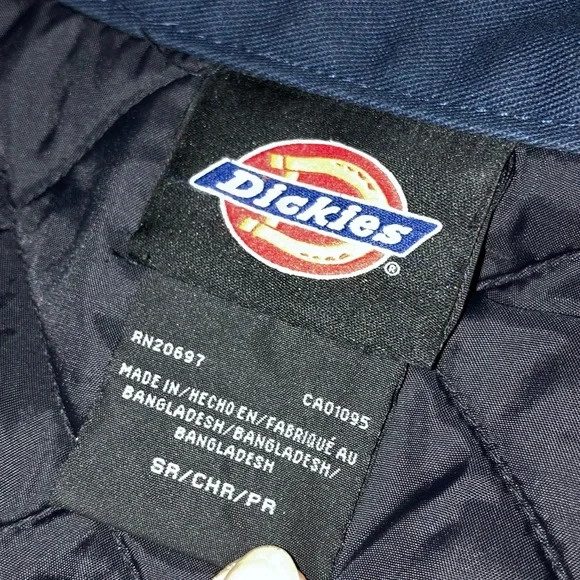 Dickies
®
RN20697
CA01095
MADE IN/HECHO EN/FABRIQUÉ AU
BANGLADESH/BANGLADESH/
BANGLADESH
SR/CHR/PR